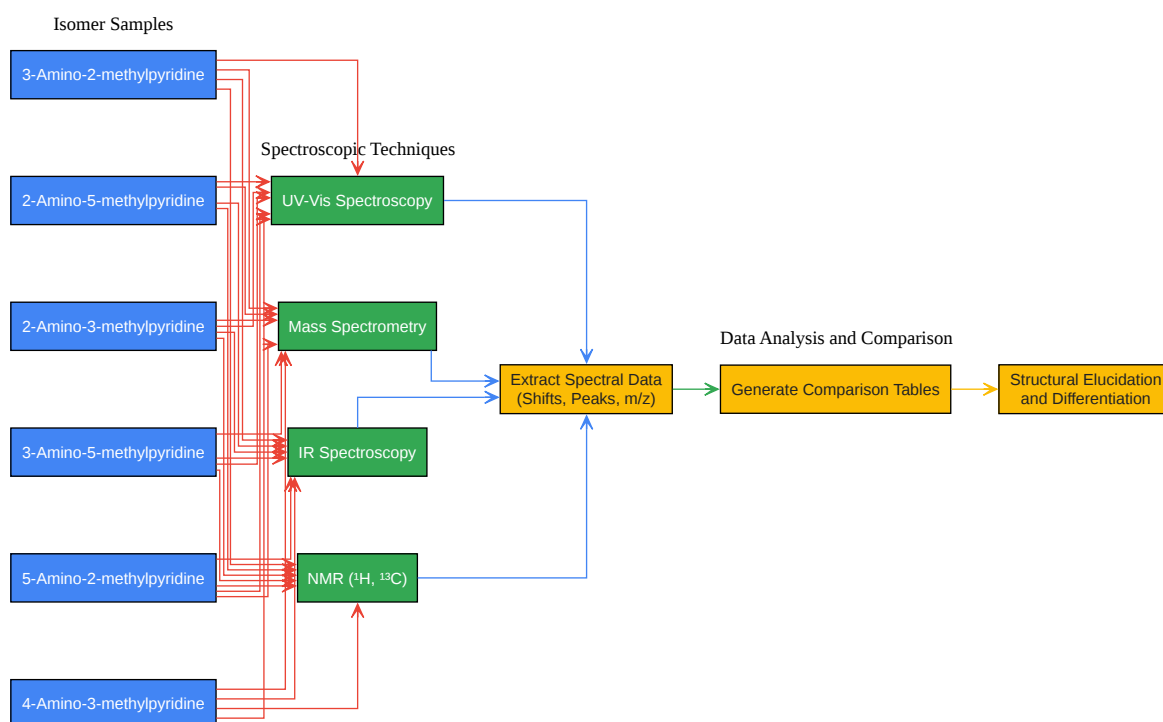 Isomer Samples
3-Amino-2-methylpyridine
Spectroscopic Techniques
2-Amino-5-methylpyridine
UV-Vis Spectroscopy
2-Amino-3-methylpyridine
Mass Spectrometry
Data Analysis and Comparison
Extract Spectral Data
(Shifts, Peaks, m/z)
Generate Comparison Tables
Structural Elucidation
and Differentiation
3-Amino-5-methylpyridine
IR Spectroscopy
5-Amino-2-methylpyridine
NMR (¹H, ¹³C)
4-Amino-3-methylpyridine